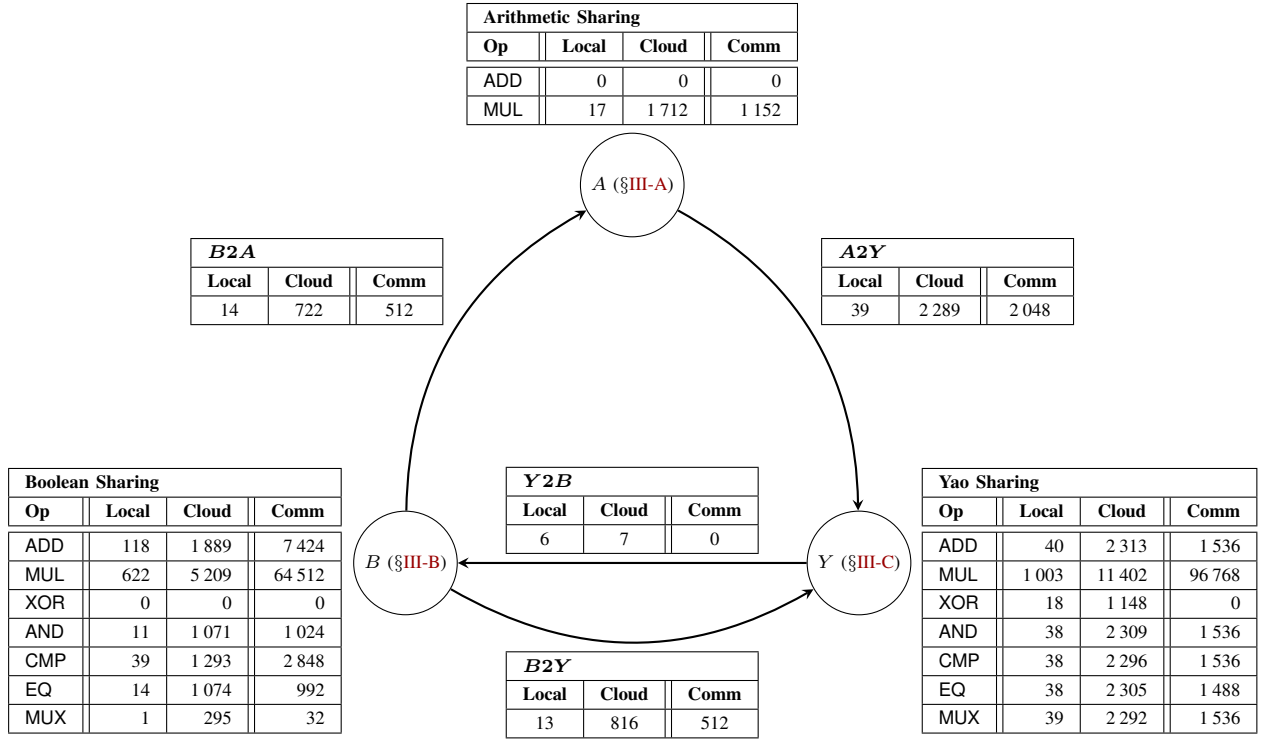 Arithmetic Sharing
Op Local Cloud Comm
ADD 0 0 0
MUL 17 1 712 1 152
A (§III-A)
B2A
Local Cloud Comm
14 722 512
A2Y
Local Cloud Comm
39 2 289 2 048
Boolean Sharing
Op Local Cloud Comm
ADD 118 1 889 7 424
MUL 622 5 209 64 512
XOR 0 0 0
AND 11 1 071 1 024
CMP 39 1 293 2 848
EQ 14 1 074 992
MUX 1 295 32
B (§III-B)
Y2B
Local Cloud Comm
6 7 0
Y (§III-C)
B2Y
Local Cloud Comm
13 816 512
Yao Sharing
Op Local Cloud Comm
ADD 40 2 313 1 536
MUL 1 003 11 402 96 768
XOR 18 1 148 0
AND 38 2 309 1 536
CMP 38 2 296 1 536
EQ 38 2 305 1 488
MUX 39 2 292 1 536